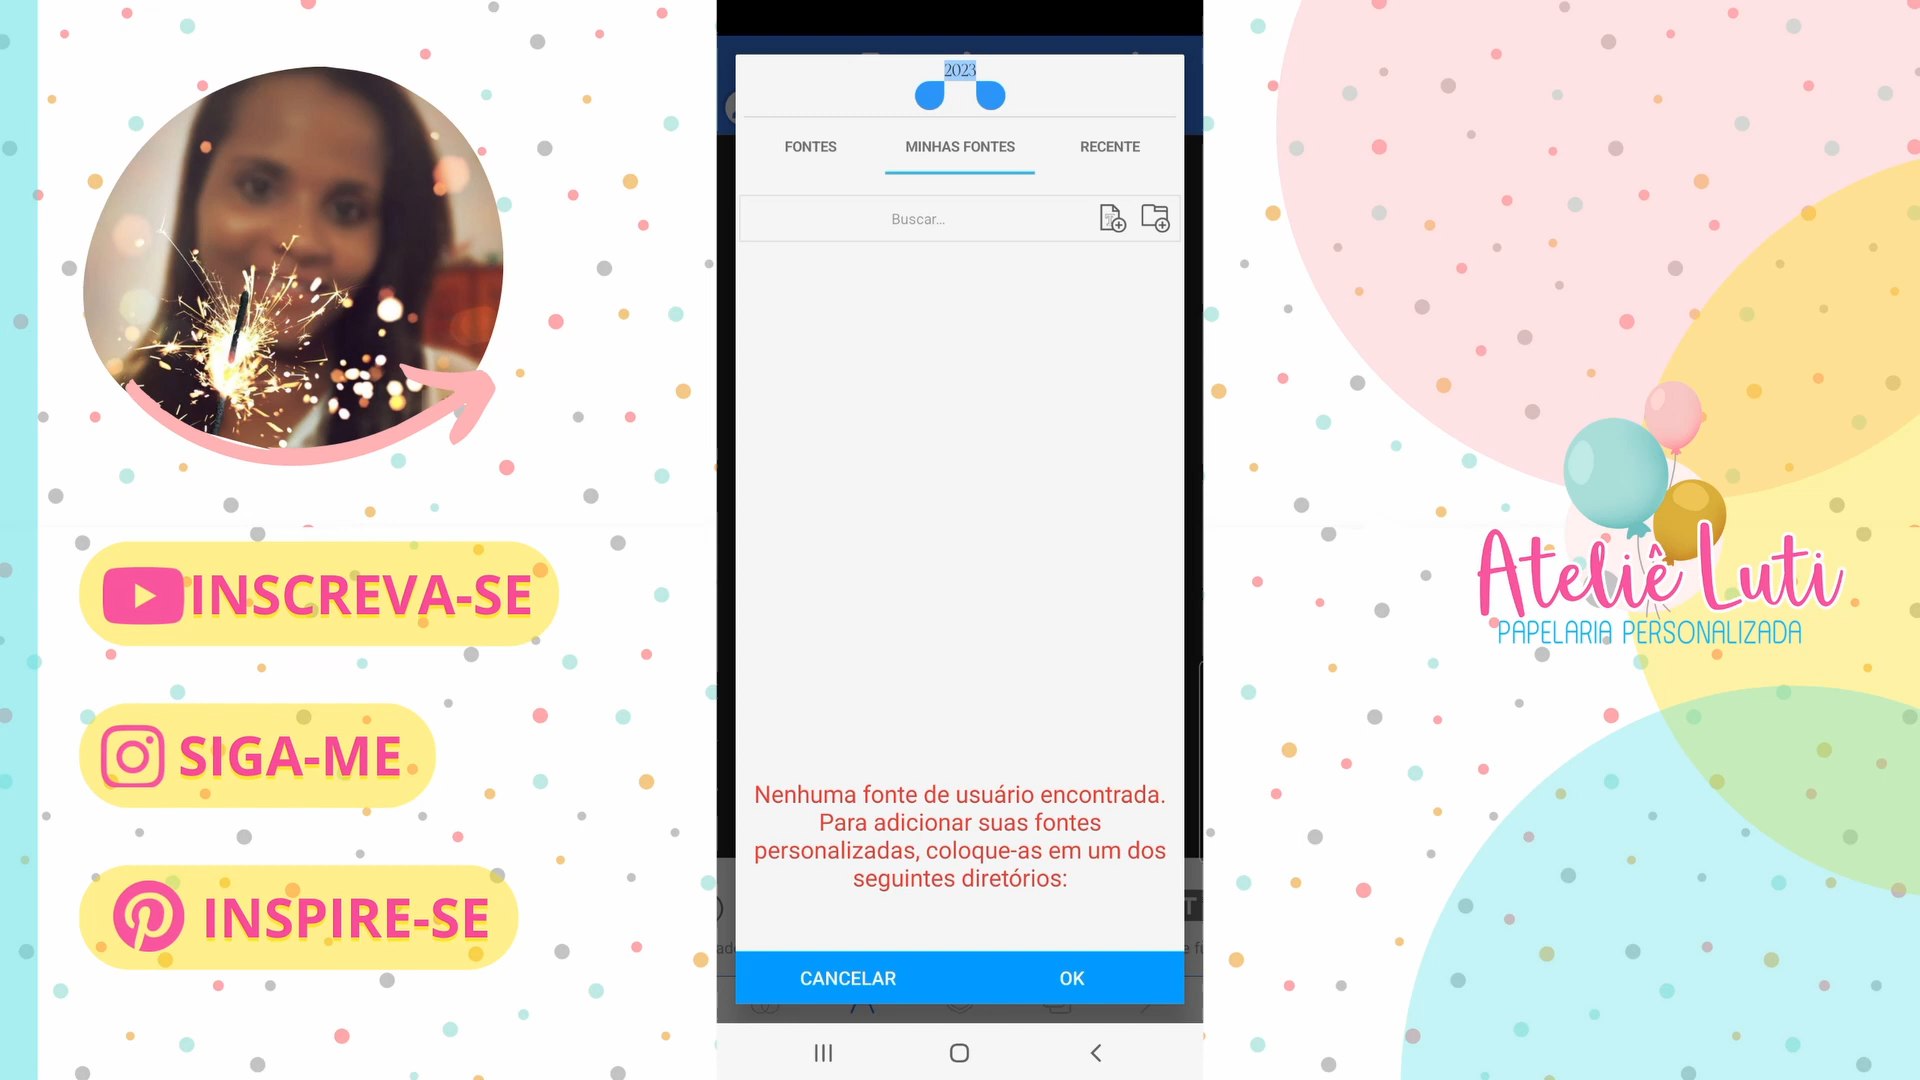 2023
FONTES MINHAS FONTES RECENTE
Buscar...
Nenhuma fonte de usuário encontrada.
Para adicionar suas fontes
personalizadas, coloque-as em um dos
seguintes diretórios:
CANCELAR OK
INSCREVA-SE
SIGA-ME
INSPIRE-SE
Ateliê Luti
PAPELARIA PERSONALIZADA